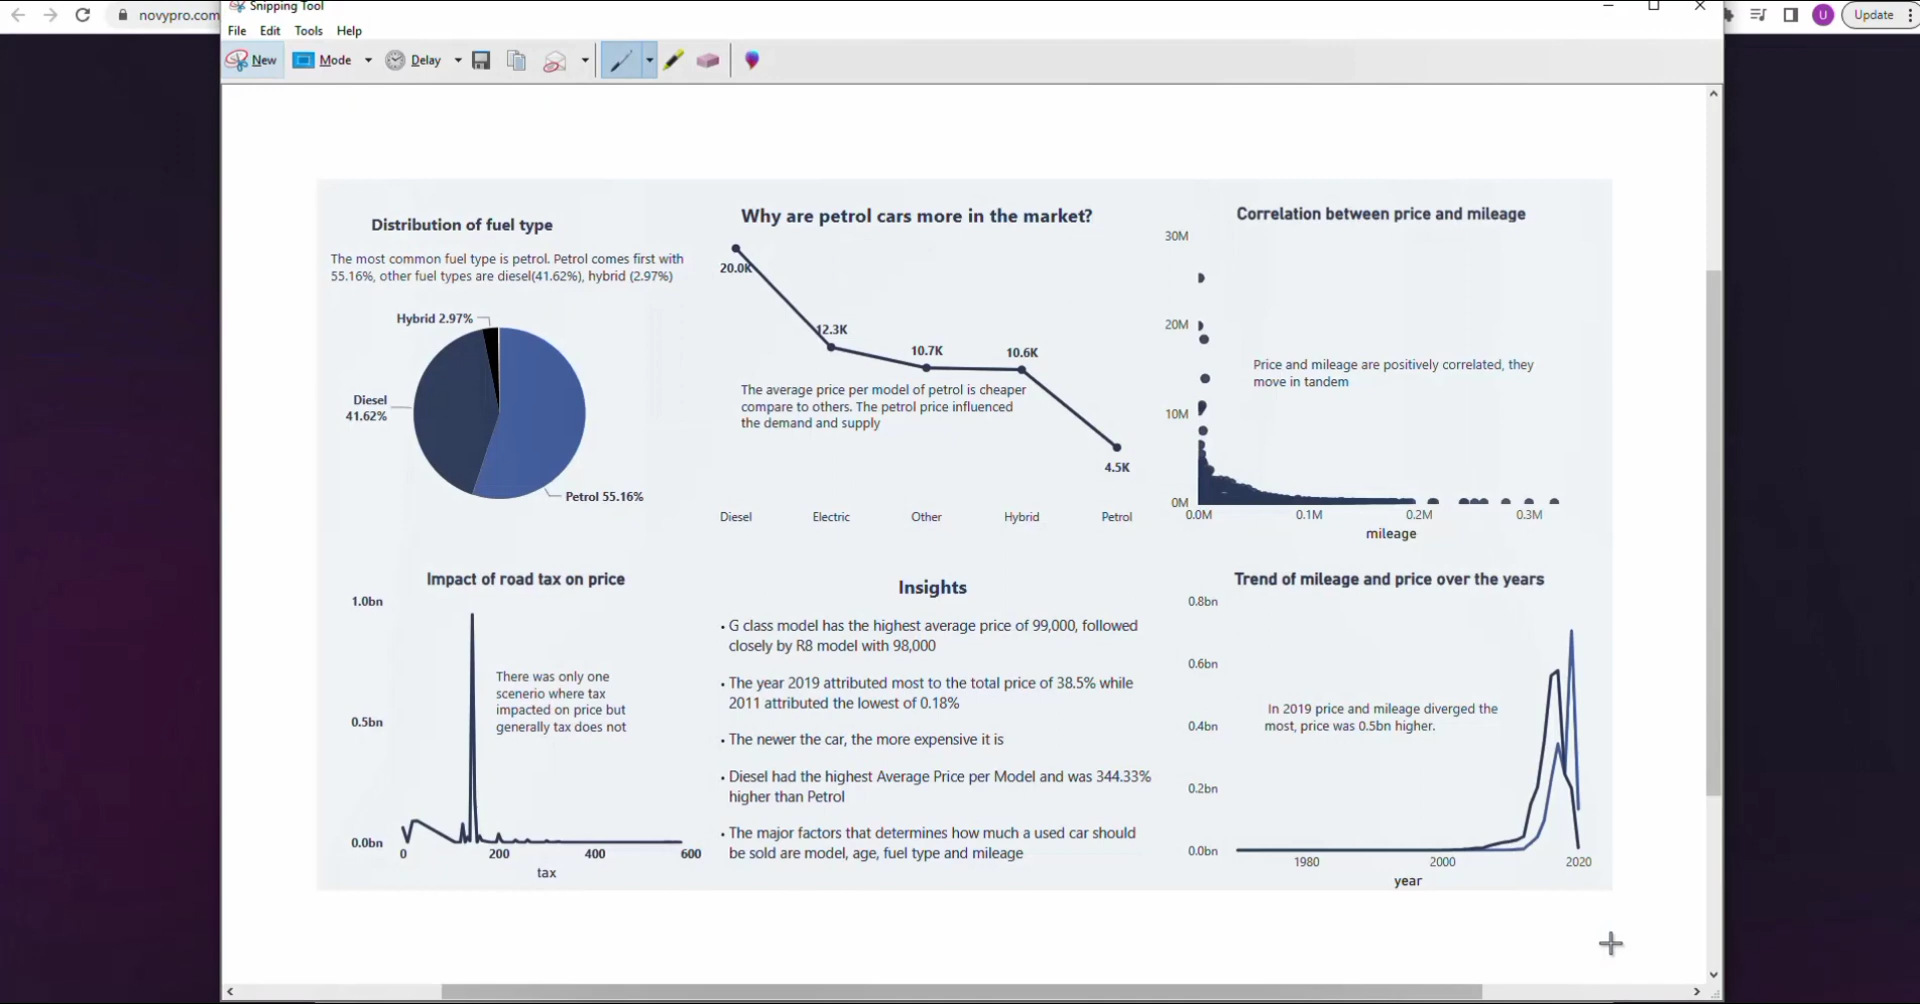 Snipping Tool
novypro.com
U
Update
File Edit Tools Help
New Mode Delay
Distribution of fuel type
The most common fuel type is petrol. Petrol comes first with
55.16%, other fuel types are diesel(41.62%), hybrid (2.97%)
Hybrid 2.97%
Diesel
41.62%
Petrol 55.16%
Why are petrol cars more in the market?
20.0K
12.3K
10.7K
10.6K
4.5K
The average price per model of petrol is cheaper
compare to others. The petrol price influenced
the demand and supply
Diesel Electric Other Hybrid Petrol
Correlation between price and mileage
30M
20M
10M
0M
Price and mileage are positively correlated, they
move in tandem
0.0M 0.1M 0.2M 0.3M
mileage
Impact of road tax on price
1.0bn
0.5bn
0.0bn
There was only one
scenerio where tax
impacted on price but
generally tax does not
0 200 400 600
tax
Insights
• G class model has the highest average price of 99,000, followed
closely by R8 model with 98,000
• The year 2019 attributed most to the total price of 38.5% while
2011 attributed the lowest of 0.18%
• The newer the car, the more expensive it is
• Diesel had the highest Average Price per Model and was 344.33%
higher than Petrol
• The major factors that determines how much a used car should
be sold are model, age, fuel type and mileage
Trend of mileage and price over the years
0.8bn
0.6bn
0.4bn
0.2bn
0.0bn
In 2019 price and mileage diverged the
most, price was 0.5bn higher.
1980 2000 2020
year